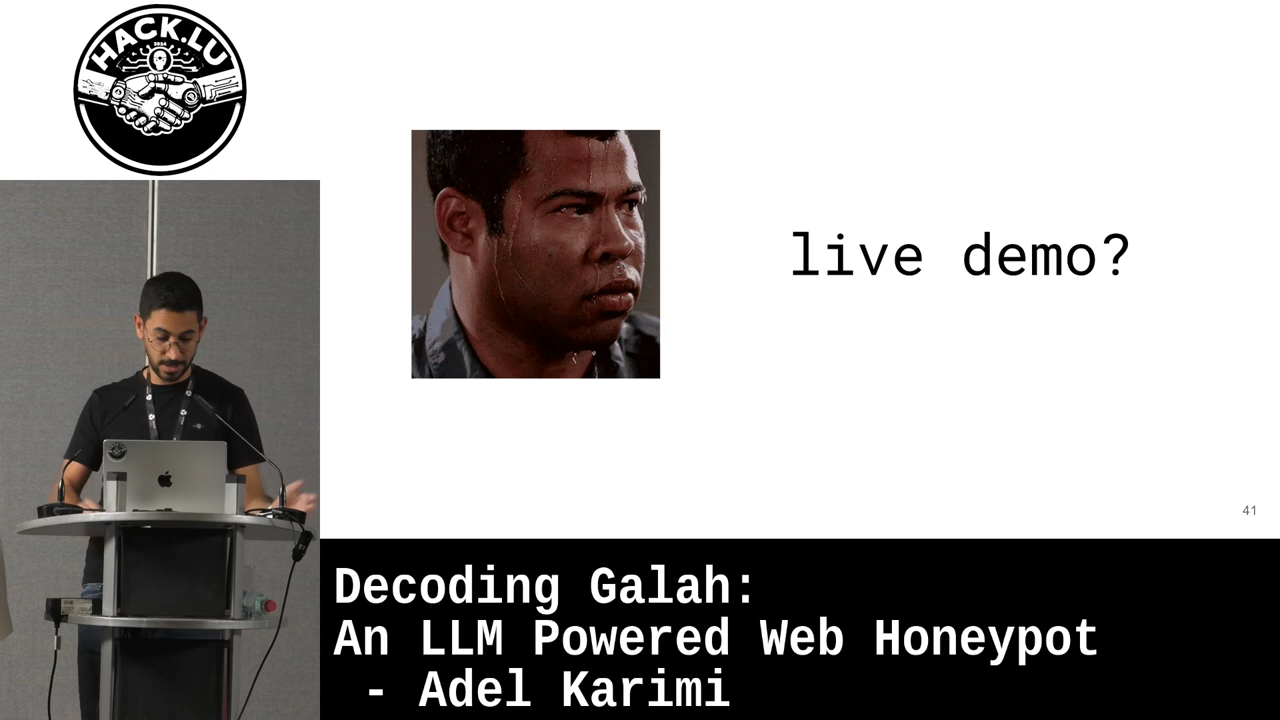 HACK.LU
2024
live demo?
41
Decoding Galah:
An LLM Powered Web Honeypot
- Adel Karimi